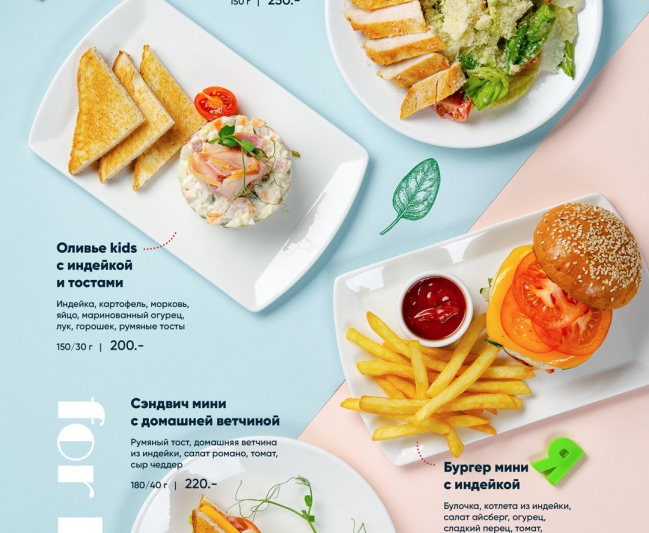 150 г |
Оливье kids
с индейкой
и тостами
Индейка, картофель, морковь,
яйцо, маринованный огурец,
лук, горошек, румяные тосты
150/30 г | 200.-
Сэндвич мини
с домашней ветчиной
Румяный тост, домашняя ветчина
из индейки, салат романо, томат,
сыр чеддер
180/40 г | 220.-
for
Я
Бургер мини
с индейкой
Булочка, котлета из индейки,
салат айсберг, огурец,
сладкий перец, томат,